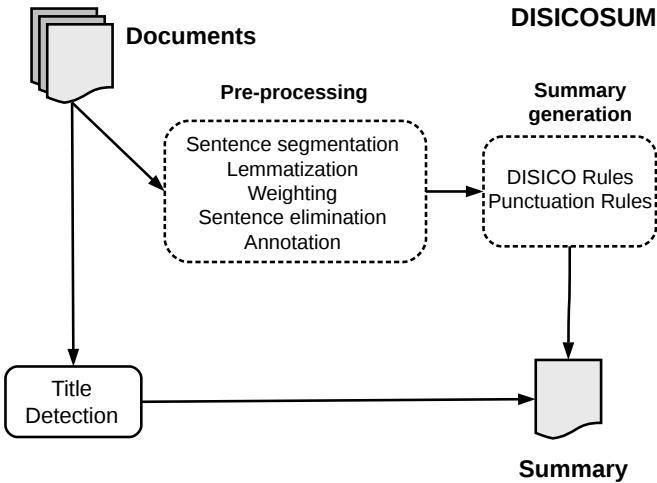 DISICOSUM
Documents
Pre-processing
Sentence segmentation
Lemmatization
Weighting
Sentence elimination
Annotation
Summary
generation
DISICO Rules
Punctuation Rules
Title
Detection
Summary